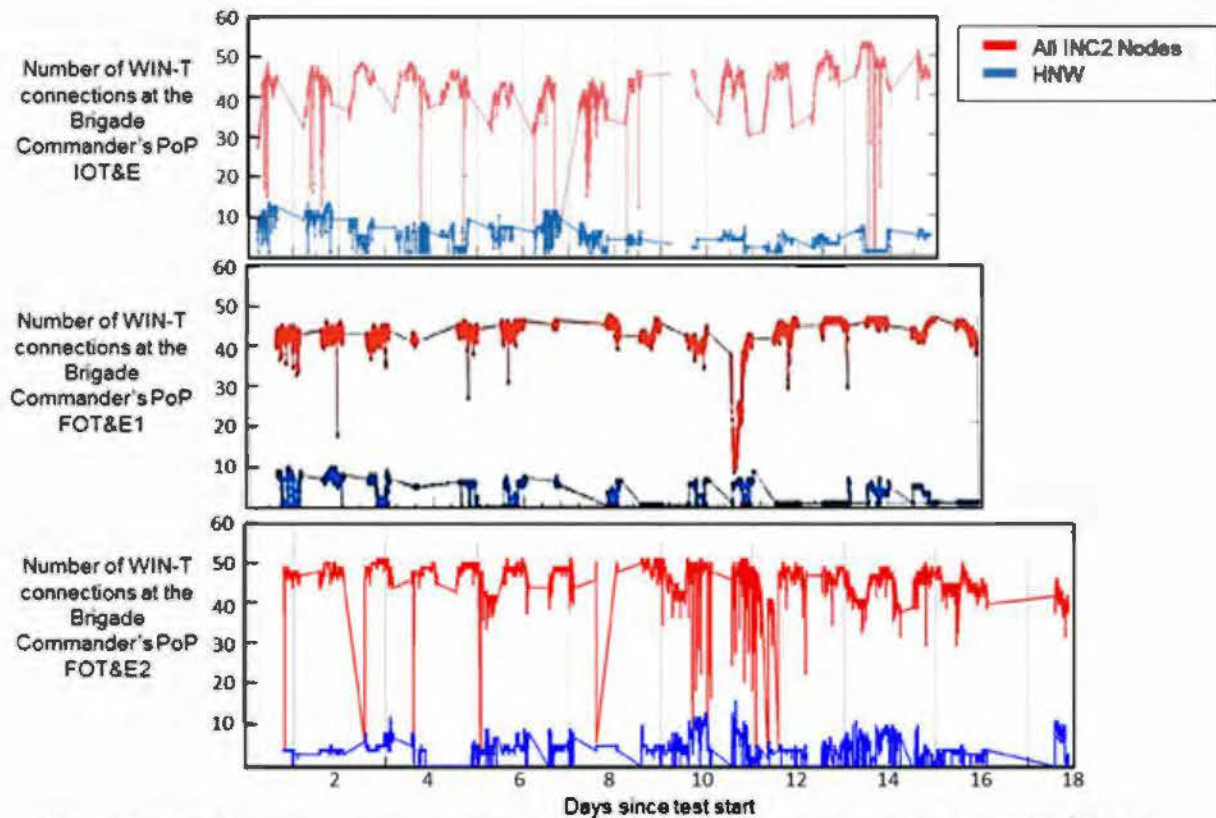 60
50
40
30
20
10
Number of WIN-T
connections at the
Brigade
Commander's PoP
IOT&E
All INC2 Nodes
HNW
60
50
40
30
20
10
Number of WIN-T
connections at the
Brigade
Commander's PoP
FOT&E1
60
50
40
30
20
10
Number of WIN-T
connections at the
Brigade
Commander's PoP
FOT&E2
2 4 6 8 10 12 14 16 18
Days since test start